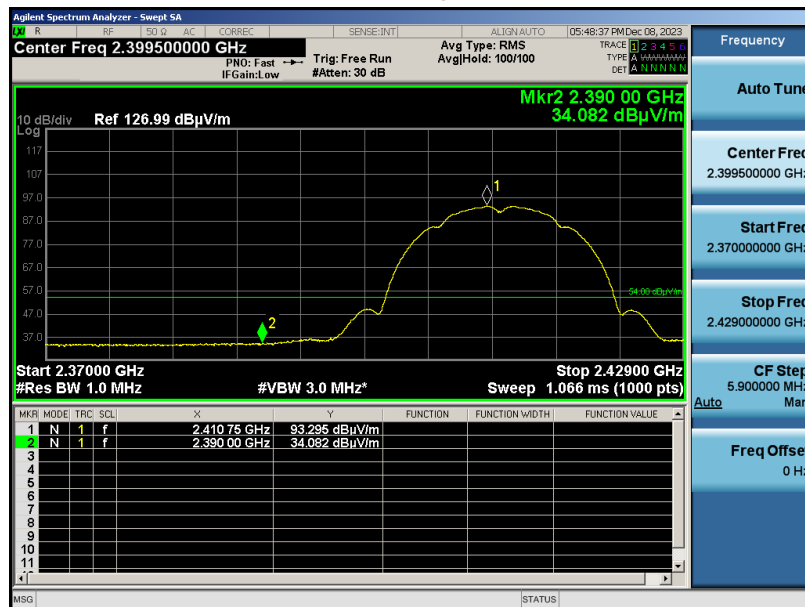 Agilent Spectrum Analyzer - Swept SA
LXI R RF 50 Ω AC CORREC SENSE:INT ALIGN AUTO 05:48:37 PM Dec 08, 2023
Center Freq 2.399500000 GHz
PNO: Fast
IFGain:Low
Trig: Free Run
#Atten: 30 dB
Avg Type: RMS
Avg|Hold: 100/100
TRACE 1 2 3 4 5 6
TYPE A WWWWW
DET A N N N N N
Mkr2 2.390 00 GHz
34.082 dBµV/m
10 dB/div Ref 126.99 dBµV/m
Log
117
107
97.0
87.0
77.0
67.0
57.0
47.0
37.0
1
2
54.00 dBµV/m
Start 2.37000 GHz Stop 2.42900 GHz
#Res BW 1.0 MHz #VBW 3.0 MHz* Sweep 1.066 ms (1000 pts)
MKR MODE TRC SCL X Y FUNCTION FUNCTION WIDTH FUNCTION VALUE
1 N 1 f 2.410 75 GHz 93.295 dBµV/m
2 N 1 f 2.390 00 GHz 34.082 dBµV/m
3
4
5
6
7
8
9
10
11
MSG STATUS
Frequency
Auto Tune
Center Freq
2.399500000 GHz
Start Freq
2.370000000 GHz
Stop Freq
2.429000000 GHz
CF Step
5.900000 MHz
Auto Man
Freq Offset
0 Hz